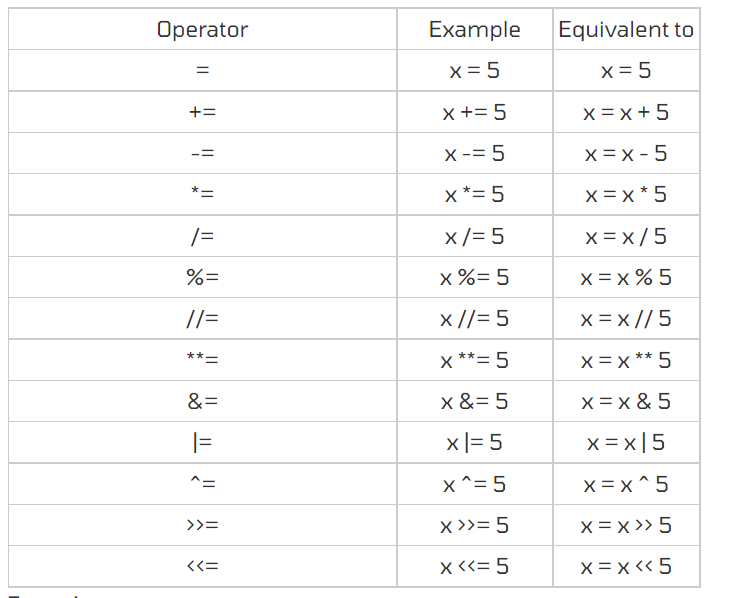 Operator Example Equivalent to
= x = 5 x = 5
+= x += 5 x = x + 5
-= x -= 5 x = x - 5
*= x *= 5 x = x * 5
/= x /= 5 x = x / 5
%= x %= 5 x = x % 5
//= x //= 5 x = x // 5
**= x **= 5 x = x ** 5
&= x &= 5 x = x & 5
|= x |= 5 x = x | 5
^= x ^= 5 x = x ^ 5
>>= x >>= 5 x = x >> 5
<<= x <<= 5 x = x << 5